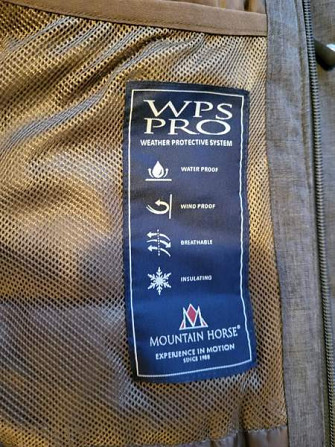 WPS
PRO
WEATHER PROTECTIVE SYSTEM
WATER PROOF
WIND PROOF
BREATHABLE
INSULATING
MOUNTAIN HORSE®
EXPERIENCE IN MOTION
SINCE 1988